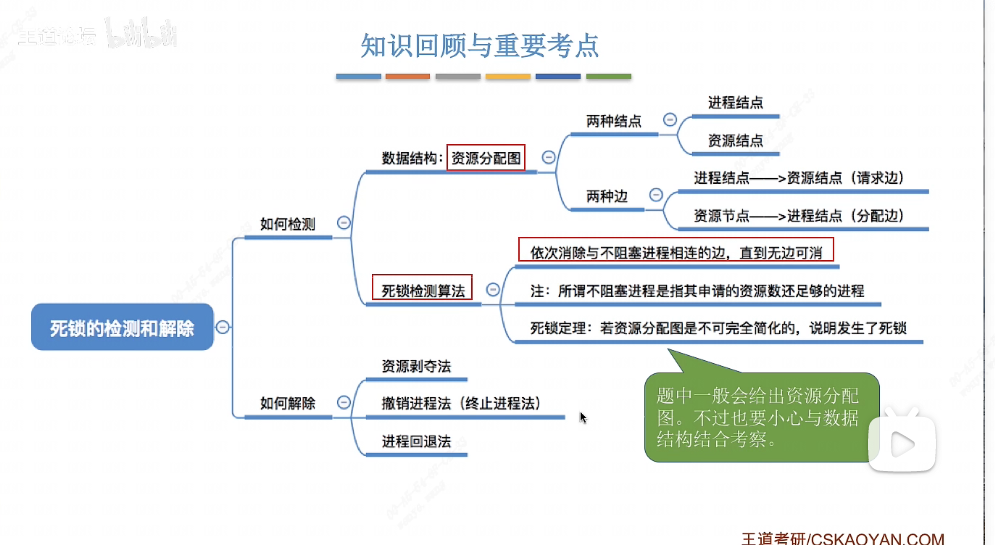 王道论坛 bilibili
知识回顾与重要考点
死锁的检测和解除
如何检测
数据结构：资源分配图
两种结点
进程结点
资源结点
两种边
进程结点——>资源结点（请求边）
资源节点——>进程结点（分配边）
死锁检测算法
依次消除与不阻塞进程相连的边，直到无边可消
注：所谓不阻塞进程是指其申请的资源数还足够的进程
死锁定理：若资源分配图是不可完全简化的，说明发生了死锁
如何解除
资源剥夺法
撤销进程法（终止进程法）
进程回退法
题中一般会给出资源分配
图。不过也要小心与数据
结构结合考察。
王道考研/CSKAOYAN.COM